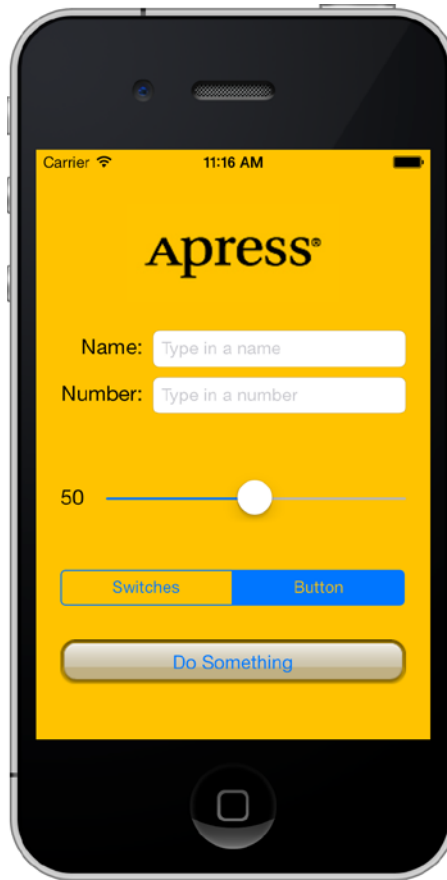 Carrier 11:16 AM
Apress®
Name: Type in a name
Number: Type in a number
50
Switches Button
Do Something